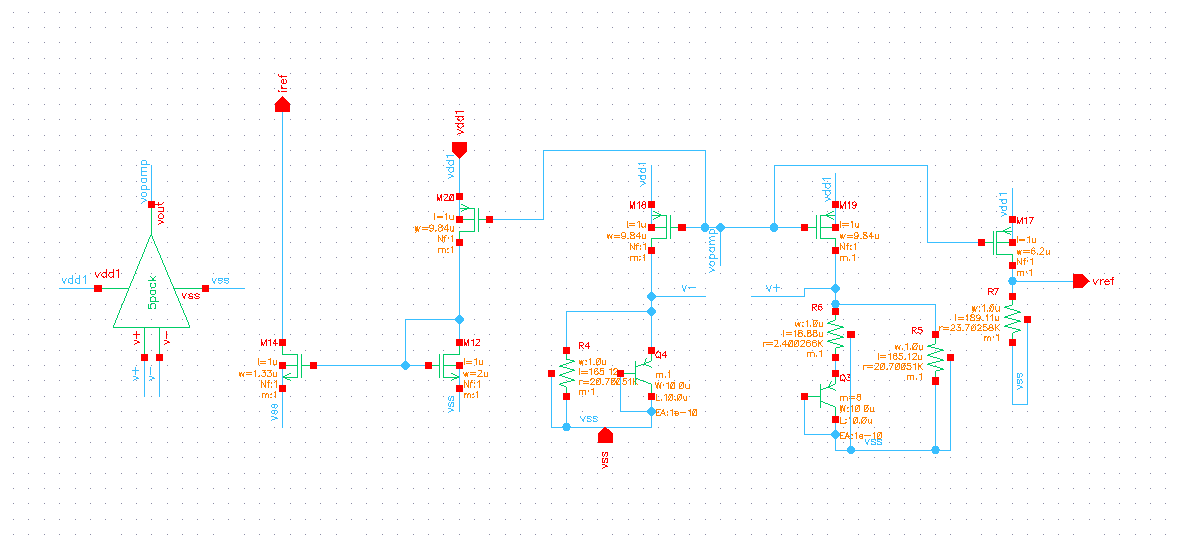 vopamp
vout
vdd1
vdd1
5pack
vss
vss
v+
v-
v+
v-
iref
M14
l=1u
w=1.33u
Nf:1
m:1
vss
vdd1
vdd1
M20
l=1u
w=9.84u
Nf:1
m:1
M12
l=1u
w=2u
Nf:1
m:1
vss
vdd1
M18
l=1u
w=9.84u
Nf:1
m:1
vopamp
v-
R4
w:1.0u
l=165.12
r=20.70051K
m:1
Q4
m:1
W:10.0u
L:10.0u
EA:1e-10
vss
vss
vdd1
M19
l=1u
w=9.84u
Nf:1
m:1
v+
R6
w:1.0u
l=18.88u
r=2.400266K
m:1
R5
w:1.0u
l=165.12u
r=20.70051K
m:1
Q3
m=8
W:10.0u
L:10.0u
EA:1e-10
vss
vdd1
M17
l=1u
w=6.2u
Nf:1
m:1
vref
R7
w:1.0u
l=189.11u
r=23.70258K
m:1
vss